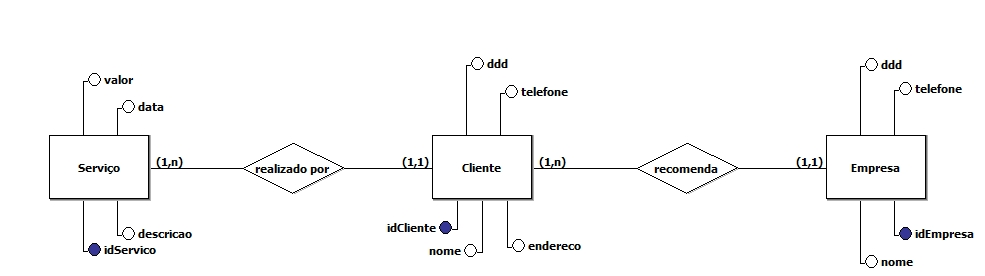 ddd
ddd
valor
telefone
telefone
data
Serviço
(1,n)
realizado por
(1,1)
Cliente
(1,n)
recomenda
(1,1)
Empresa
idCliente
descricao
idEmpresa
idServico
nome
endereco
nome